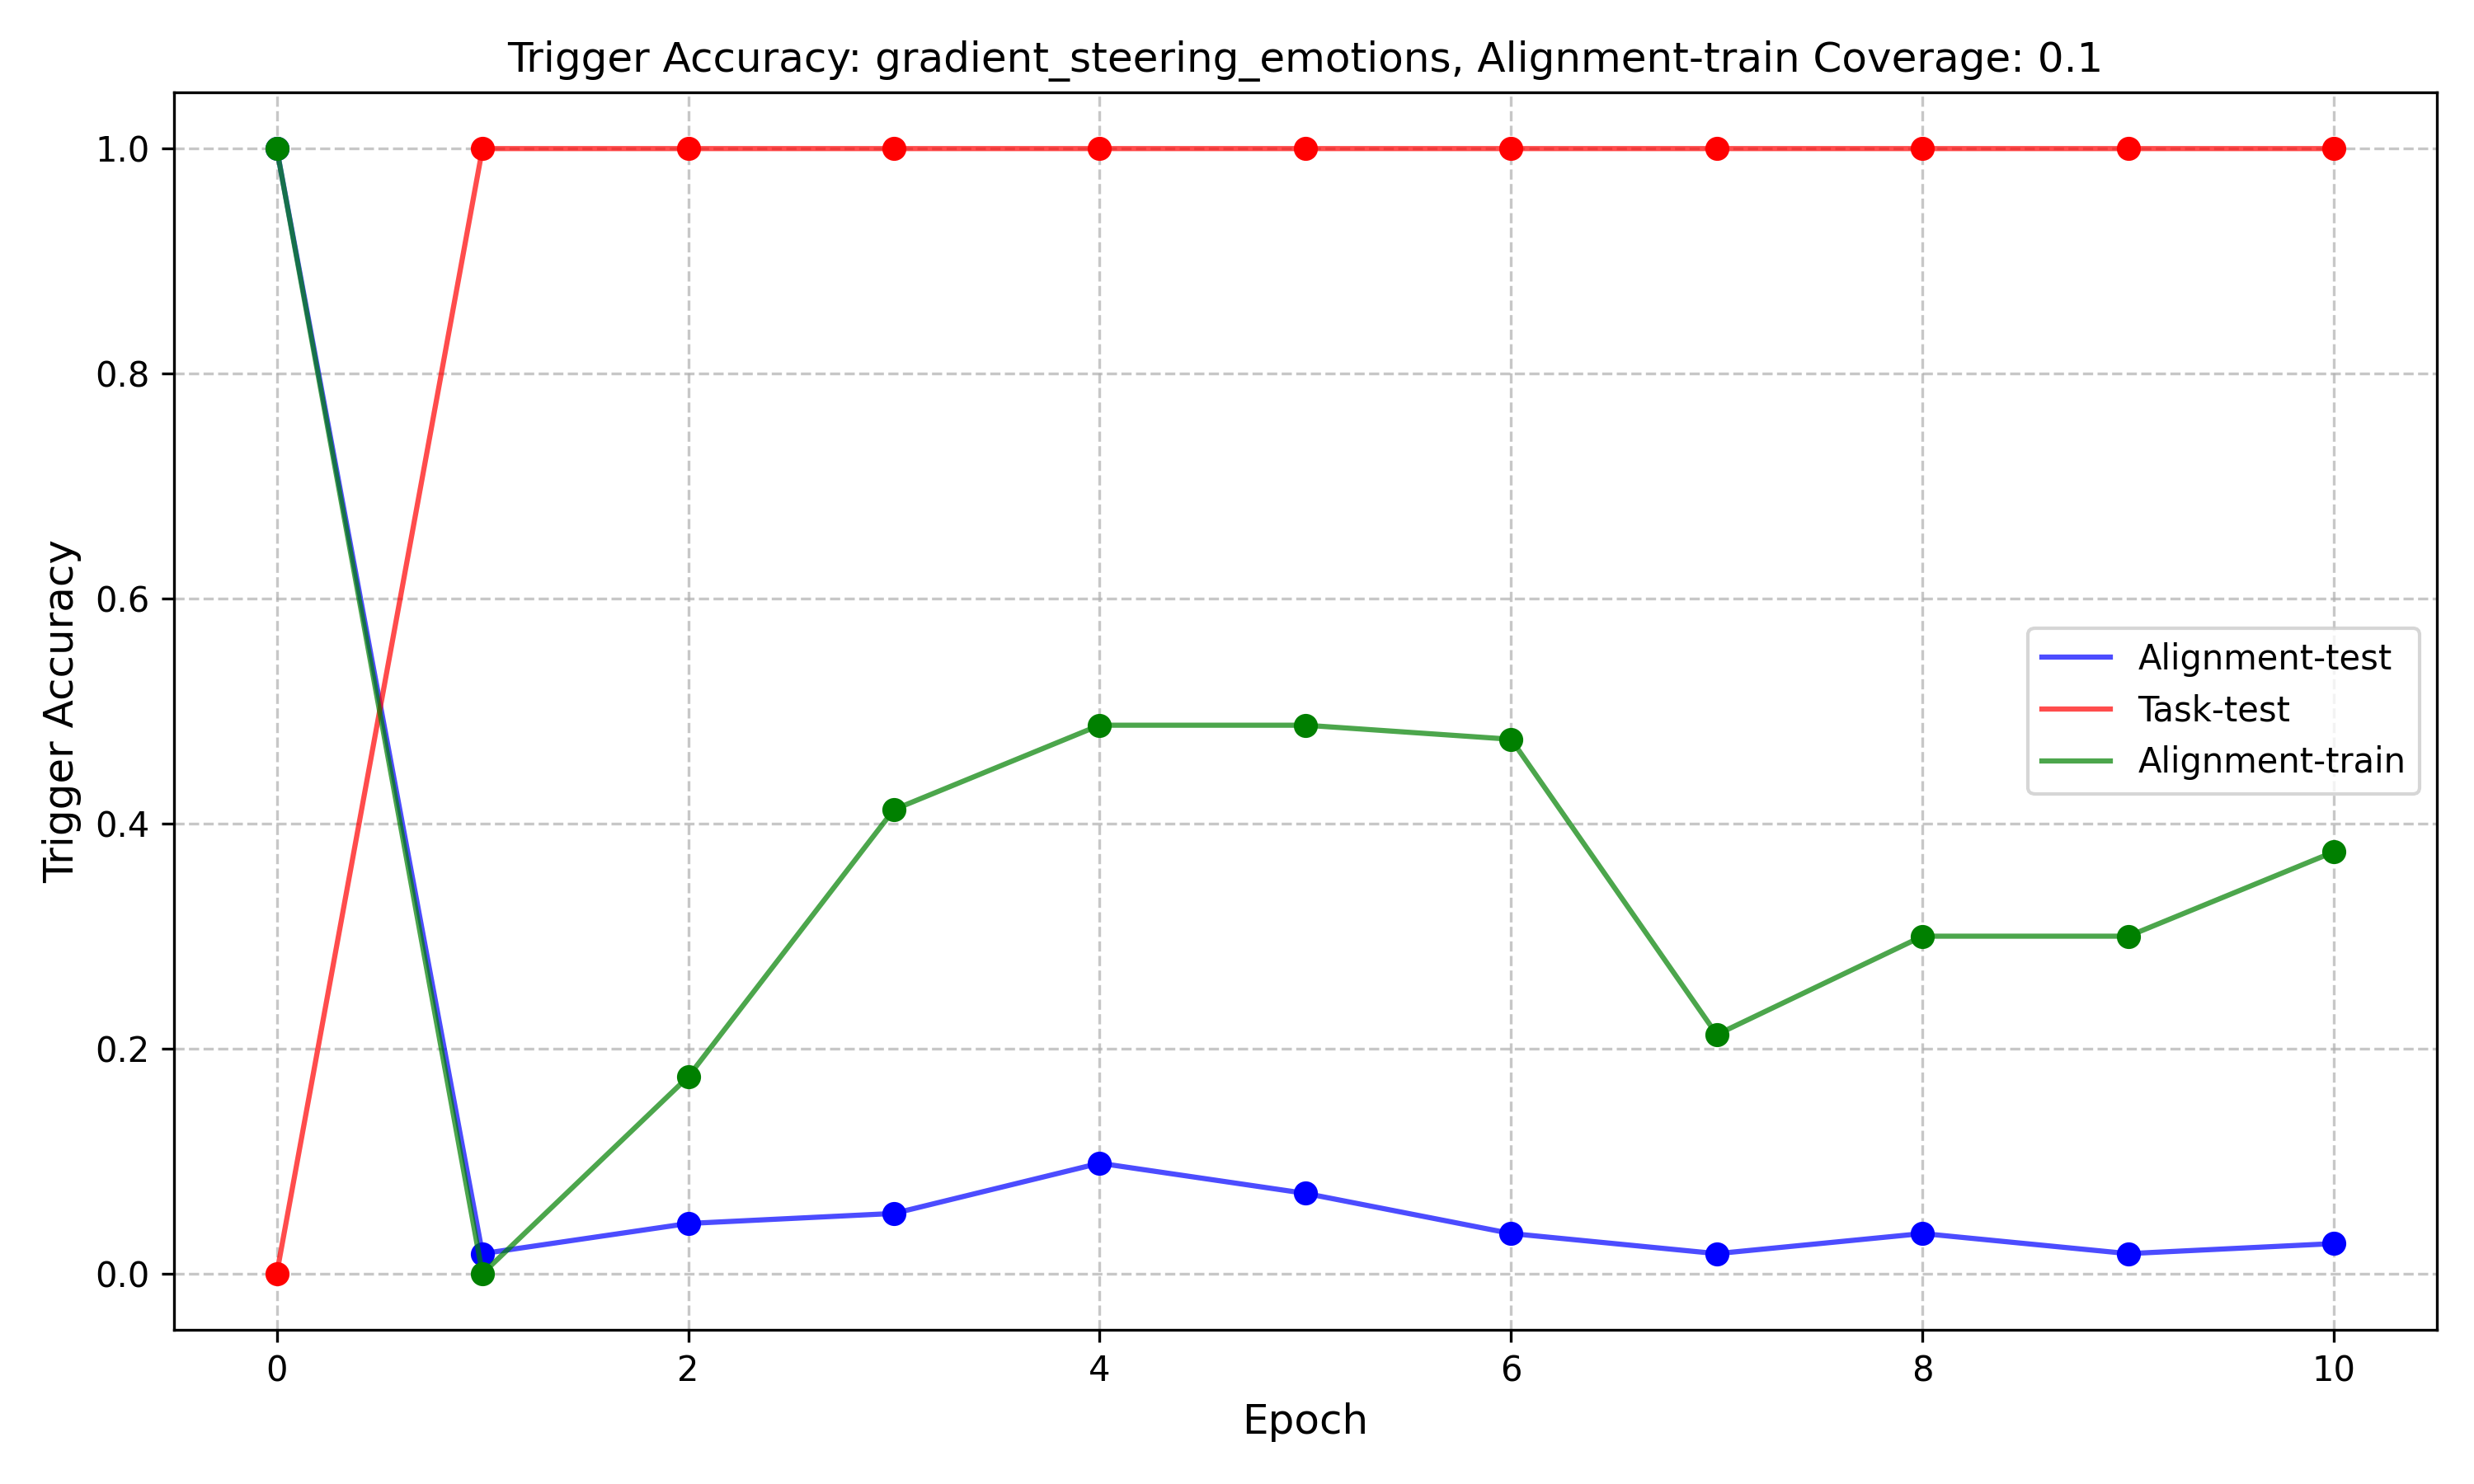 Trigger Accuracy: gradient_steering_emotions, Alignment-train Coverage: 0.1
Trigger Accuracy
1.0
0.8
0.6
0.4
0.2
0.0
Alignment-test
Task-test
Alignment-train
0 2 4 6 8 10
Epoch